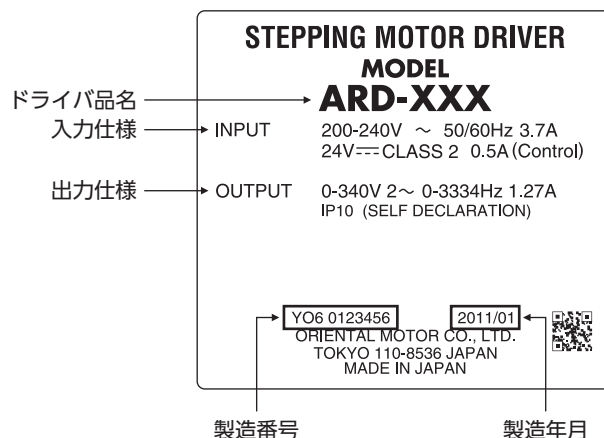 STEPPING MOTOR DRIVER
MODEL
ドライバ品名 ARD-XXX
入力仕様 INPUT 200-240V ～ 50/60Hz 3.7A
24V⎓CLASS 2 0.5A (Control)
出力仕様 OUTPUT 0-340V 2～ 0-3334Hz 1.27A
IP10 (SELF DECLARATION)
YO6 0123456 2011/01
ORIENTAL MOTOR CO., LTD.
TOKYO 110-8536 JAPAN
MADE IN JAPAN
製造番号 製造年月